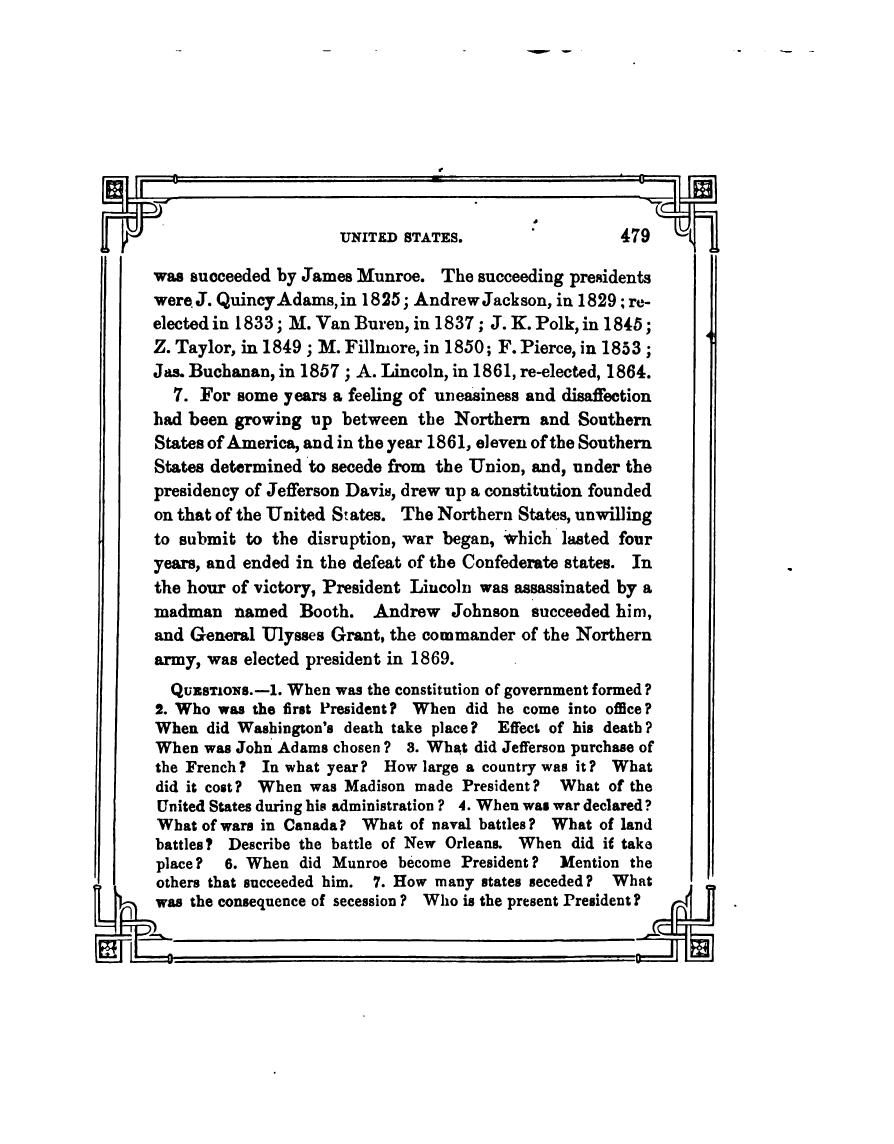 UNITED STATES. 479
was succeeded by James Munroe. The succeeding presidents
were J. Quincy Adams, in 1825; Andrew Jackson, in 1829; re-
elected in 1833; M. Van Buren, in 1837; J. K. Polk, in 1845;
Z. Taylor, in 1849; M. Fillmore, in 1850; F. Pierce, in 1853;
Jas. Buchanan, in 1857; A. Lincoln, in 1861, re-elected, 1864.
7. For some years a feeling of uneasiness and disaffection
had been growing up between the Northern and Southern
States of America, and in the year 1861, eleven of the Southern
States determined to secede from the Union, and, under the
presidency of Jefferson Davis, drew up a constitution founded
on that of the United States. The Northern States, unwilling
to submit to the disruption, war began, which lasted four
years, and ended in the defeat of the Confederate states. In
the hour of victory, President Lincoln was assassinated by a
madman named Booth. Andrew Johnson succeeded him,
and General Ulysses Grant, the commander of the Northern
army, was elected president in 1869.
QUESTIONS.—1. When was the constitution of government formed?
2. Who was the first President? When did he come into office?
When did Washington's death take place? Effect of his death?
When was John Adams chosen? 3. What did Jefferson purchase of
the French? In what year? How large a country was it? What
did it cost? When was Madison made President? What of the
United States during his administration? 4. When was war declared?
What of wars in Canada? What of naval battles? What of land
battles? Describe the battle of New Orleans. When did it take
place? 6. When did Munroe become President? Mention the
others that succeeded him. 7. How many states seceded? What
was the consequence of secession? Who is the present President?